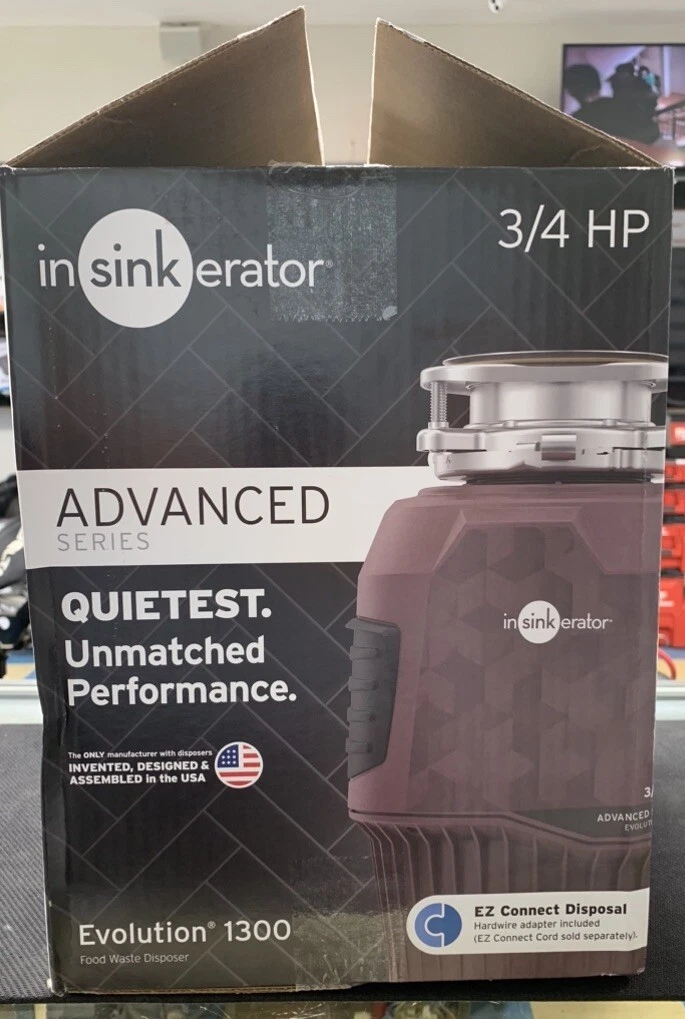 insinkerator®
3/4 HP
ADVANCED
SERIES
QUIETEST.
Unmatched
Performance.
The ONLY manufacturer with disposers
INVENTED, DESIGNED &
ASSEMBLED in the USA
insinkerator®
3/
ADVANCED
EVOLUT
EZ Connect Disposal
Hardwire adapter included
(EZ Connect Cord sold separately).
Evolution® 1300
Food Waste Disposer